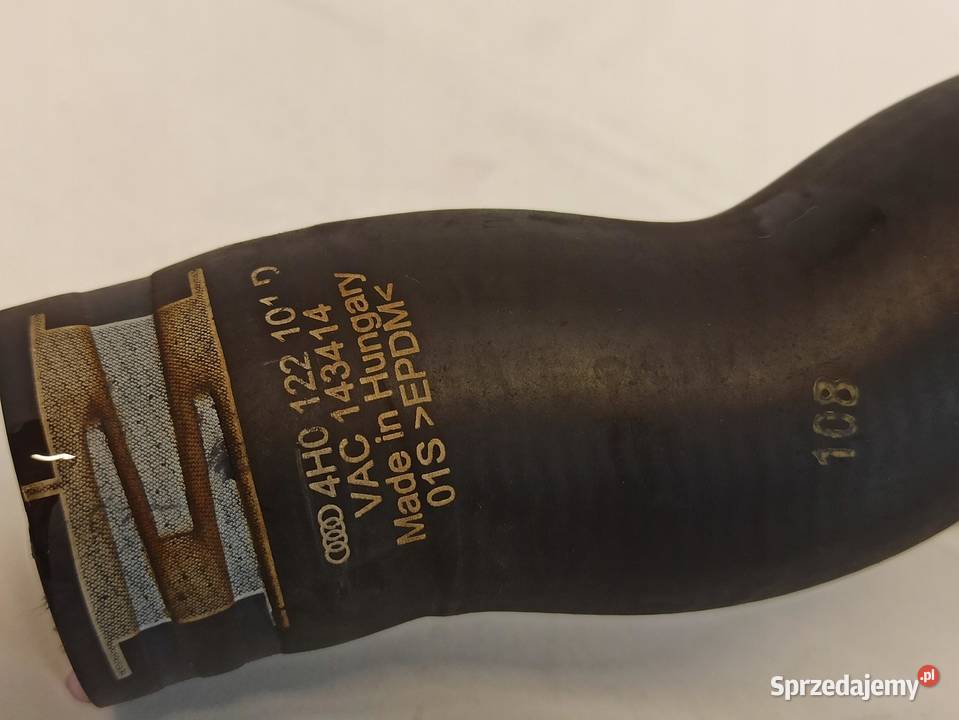 4H0 122 101 D
VAC 143414
Made in Hungary
01S >EPDM<
108
Sprzedajemy.pl